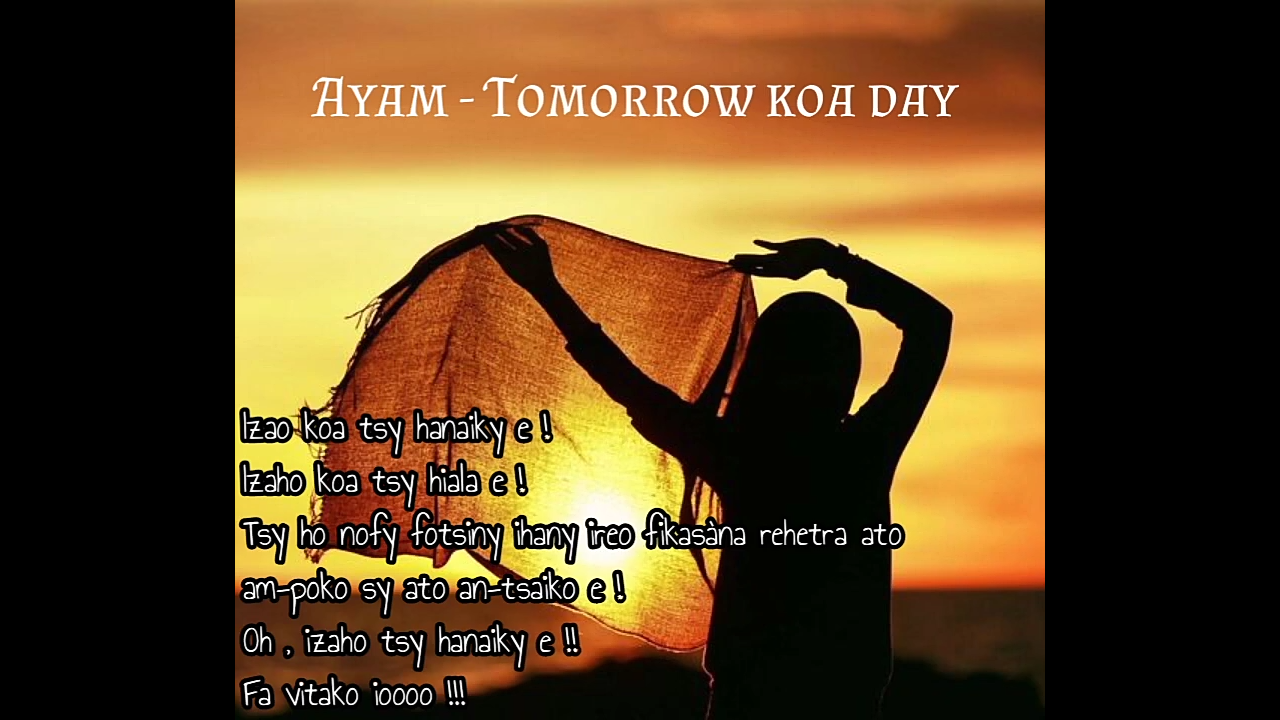 Ayam - Tomorrow koa day
Izao koa tsy hanaiky e !
Izaho koa tsy hiala e !
Tsy ho nofy fotsiny ihany ireo fikasàna rehetra ato
am-poko sy ato an-tsaiko e !
Oh , izaho tsy hanaiky e !!
Fa vitako ioooo !!!